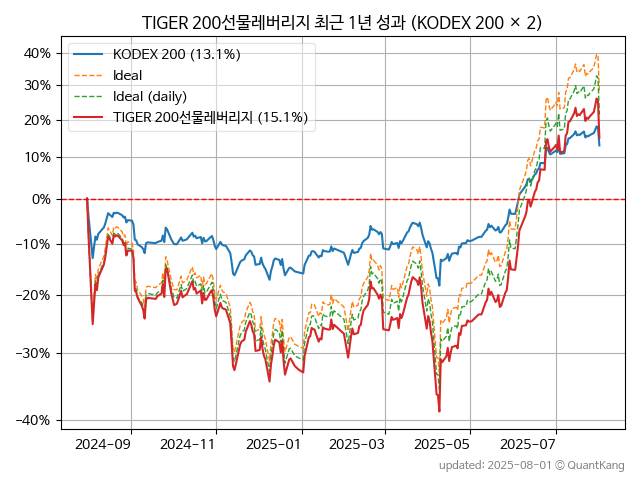 TIGER 200선물레버리지 최근 1년 성과 (KODEX 200 × 2)
KODEX 200 (13.1%)
Ideal
Ideal (daily)
TIGER 200선물레버리지 (15.1%)
40%
30%
20%
10%
0%
−10%
−20%
−30%
−40%
2024-09 2024-11 2025-01 2025-03 2025-05 2025-07
updated: 2025-08-01 © QuantKang